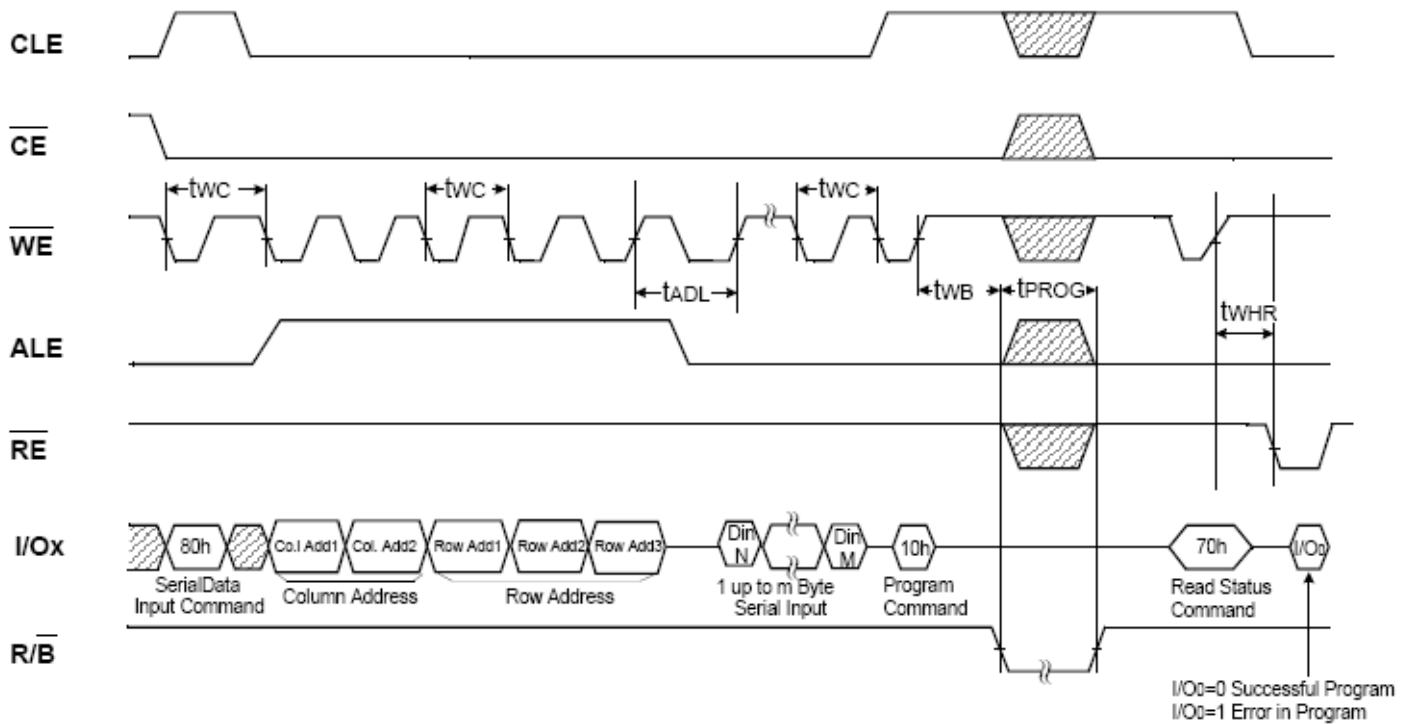 CLE
CE
tWC
tWC
tWC
WE
tADL
tWB
tPROG
tWHR
ALE
RE
I/Ox
80h
Co.l Add1
Col. Add2
Row Add1
Row Add2
Row Add3
Din
N
Din
M
10h
70h
I/O0
SerialData
Input Command
Column Address
Row Address
1 up to m Byte
Serial Input
Program
Command
Read Status
Command
R/B
I/O0=0 Successful Program
I/O0=1 Error in Program